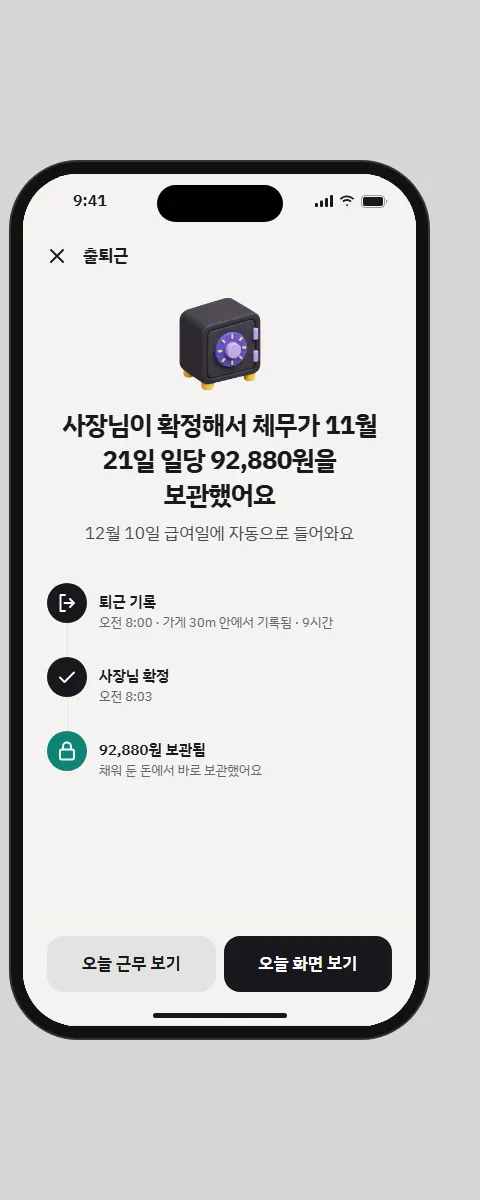 9:41
출퇴근
사장님이 확정해서 체무가 11월
21일 일당 92,880원을
보관했어요
12월 10일 급여일에 자동으로 들어와요
퇴근 기록
오전 8:00 · 가게 30m 안에서 기록됨 · 9시간
사장님 확정
오전 8:03
92,880원 보관됨
채워 둔 돈에서 바로 보관했어요
오늘 근무 보기
오늘 화면 보기